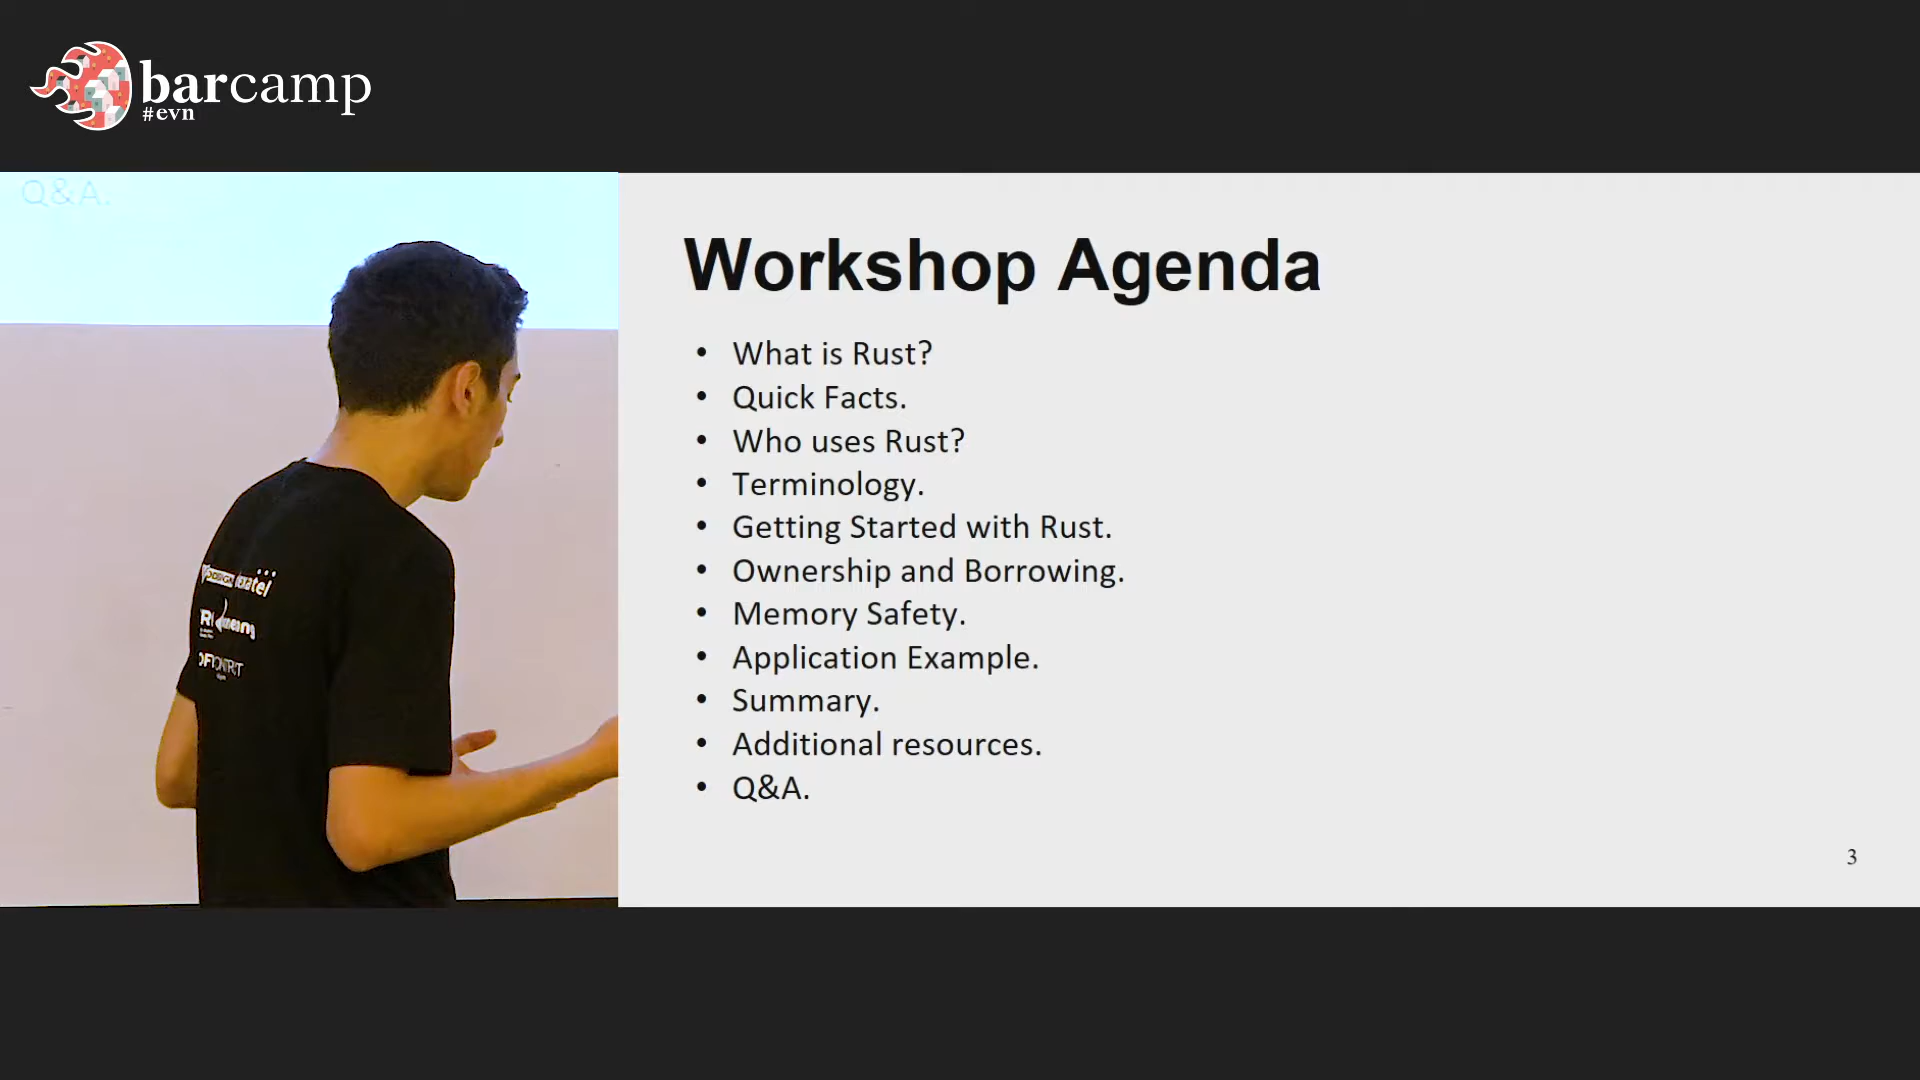 barcamp
#evn
Q&A.
Workshop Agenda
• What is Rust?
• Quick Facts.
• Who uses Rust?
• Terminology.
• Getting Started with Rust.
• Ownership and Borrowing.
• Memory Safety.
• Application Example.
• Summary.
• Additional resources.
• Q&A.
3